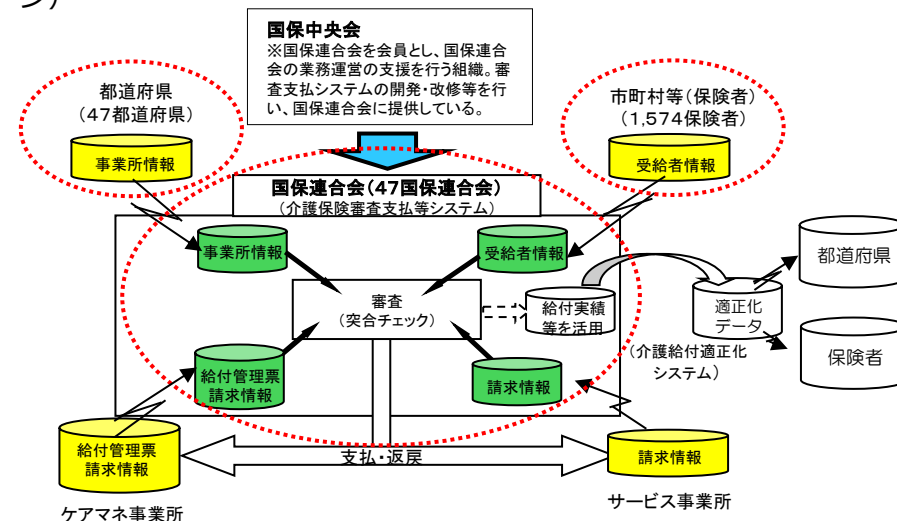 ン)
国保中央会
※国保連合会を会員とし、国保連合
会の業務運営の支援を行う組織。審
査支払システムの開発・改修等を行
い、国保連合会に提供している。
都道府県
(47都道府県)
事業所情報
市町村等(保険者)
(1,574保険者)
受給者情報
国保連合会(47国保連合会)
(介護保険審査支払等システム)
事業所情報
受給者情報
審査
(突合チェック)
給付実績
等を活用
適正化
データ
(介護給付適正化
システム)
都道府県
保険者
給付管理票
請求情報
請求情報
給付管理票
請求情報
支払・返戻
請求情報
ケアマネ事業所
サービス事業所